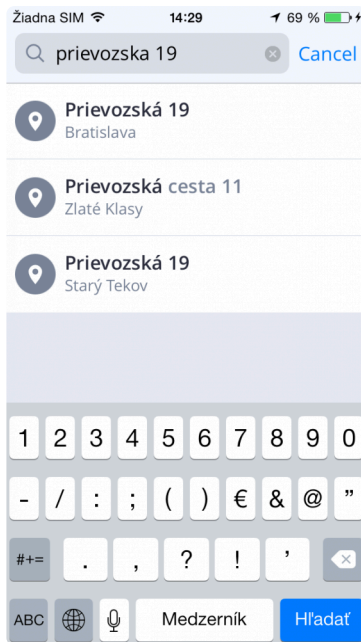 Žiadna SIM 14:29 69 %
prievozska 19 Cancel
Prievozská 19
Bratislava
Prievozská cesta 11
Zlaté Klasy
Prievozská 19
Starý Tekov
1 2 3 4 5 6 7 8 9 0
- / : ; ( ) € & @ ”
#+= . , ? ! ’
ABC Medzerník Hľadať